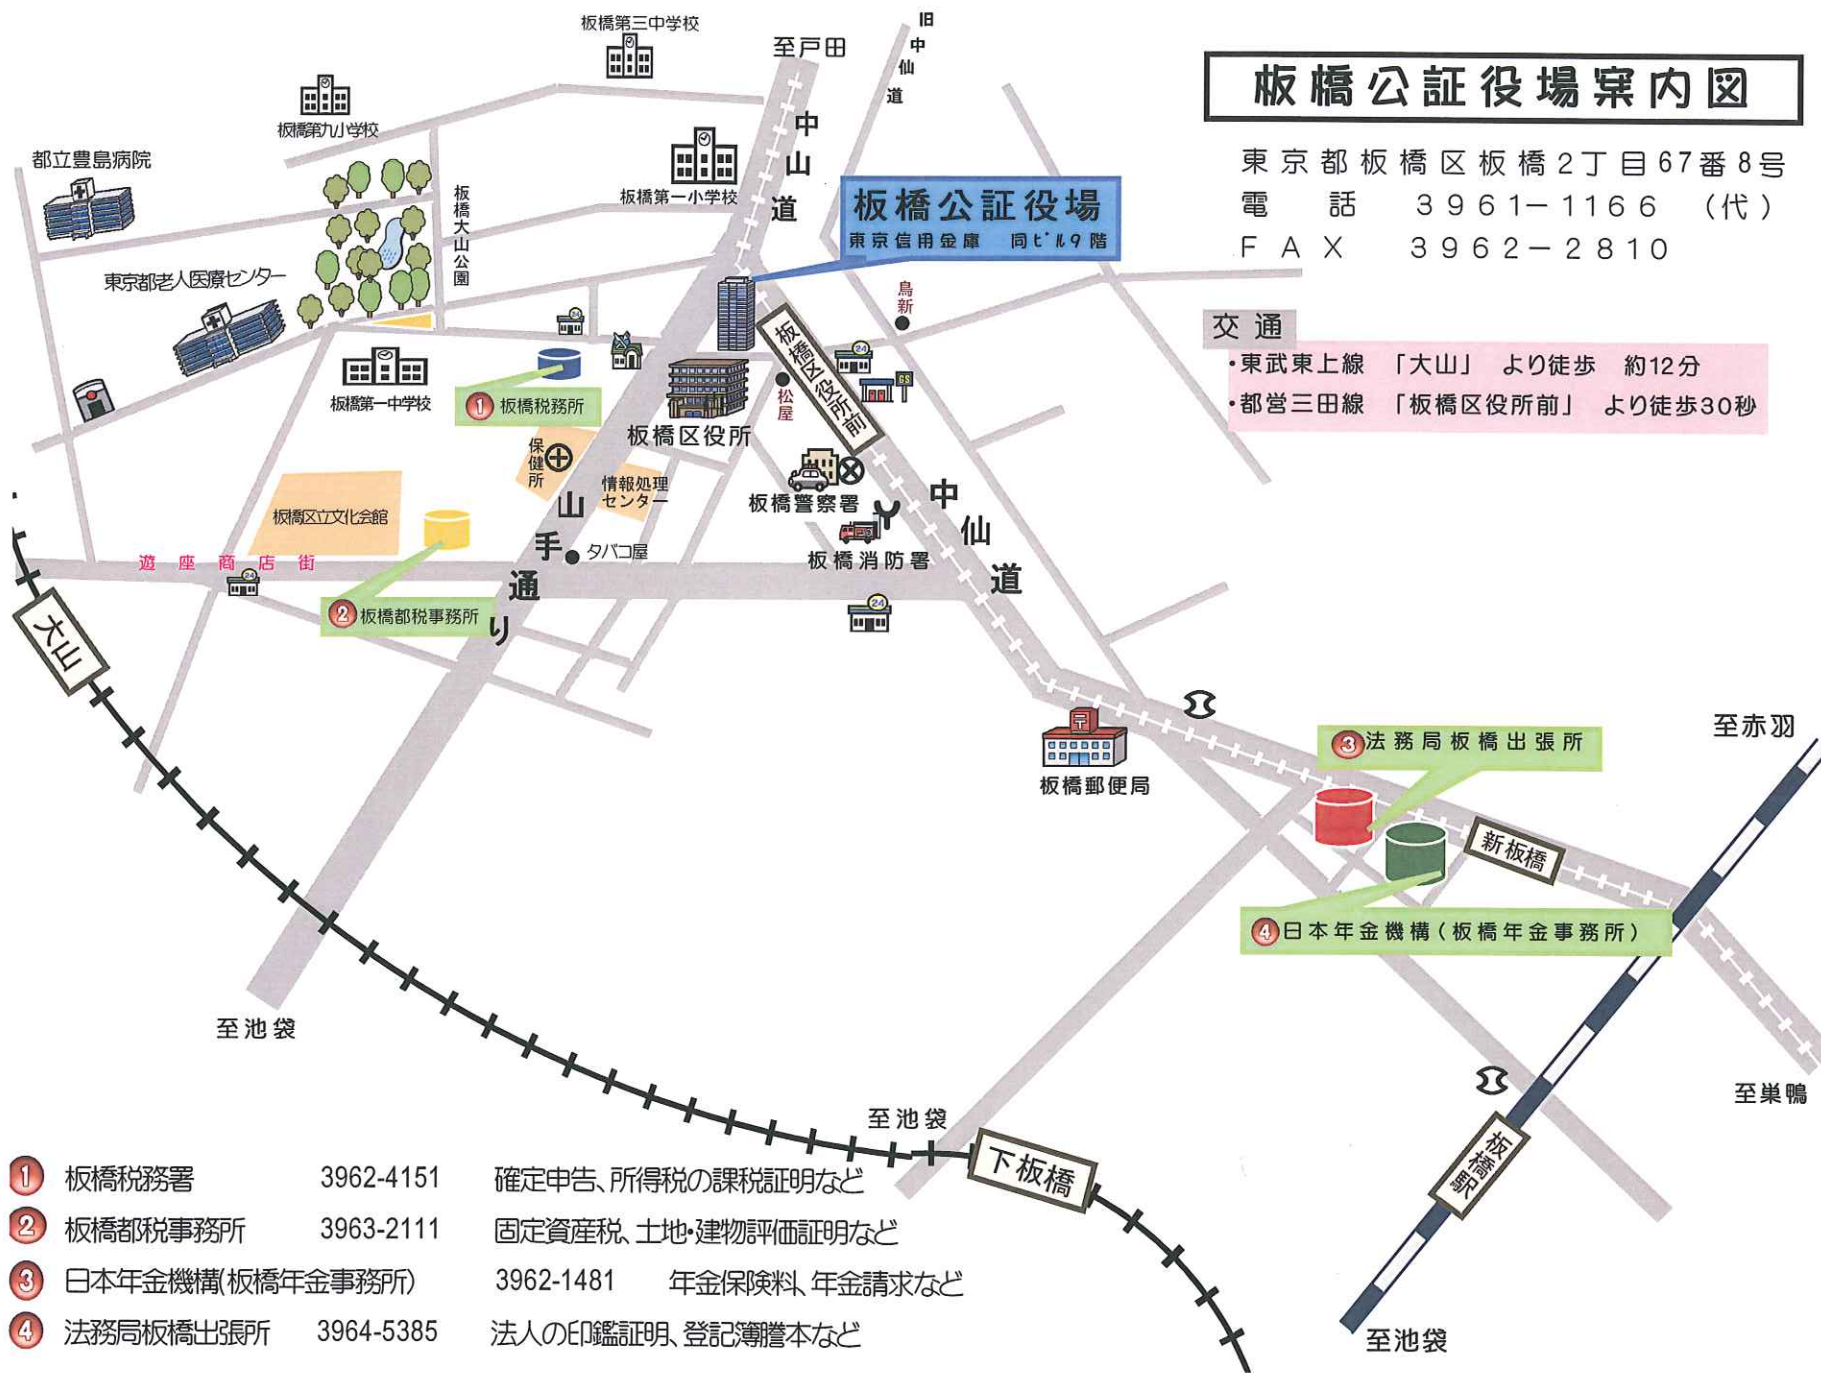 板橋公証役場案内図
東京都板橋区板橋2丁目67番8号
電話 3961-1166 (代)
FAX 3962-2810
交通
・東武東上線 「大山」 より徒歩 約12分
・都営三田線 「板橋区役所前」 より徒歩30秒
板橋第三中学校
至戸田
旧中仙道
板橋第九小学校
中山道
都立豊島病院
板橋第一小学校
板橋大山公園
板橋公証役場
東京信用金庫 同ビル9階
東京都老人医療センター
鳥新
24
板橋区役所前
24
GS
板橋第一中学校
1 板橋税務所
松屋
板橋区役所
保健所
情報処理
センター
板橋警察署
中仙道
板橋区立文化会館
山手通り
タバコ屋
板橋消防署
遊座商店街
24
24
2 板橋都税事務所
大山
〒
板橋郵便局
3 法務局板橋出張所
至赤羽
新板橋
4 日本年金機構(板橋年金事務所)
至池袋
至巣鴨
至池袋
下板橋
板橋駅
至池袋
1 板橋税務署 3962-4151 確定申告、所得税の課税証明など
2 板橋都税事務所 3963-2111 固定資産税、土地・建物評価証明など
3 日本年金機構(板橋年金事務所) 3962-1481 年金保険料、年金請求など
4 法務局板橋出張所 3964-5385 法人の印鑑証明、登記簿謄本など